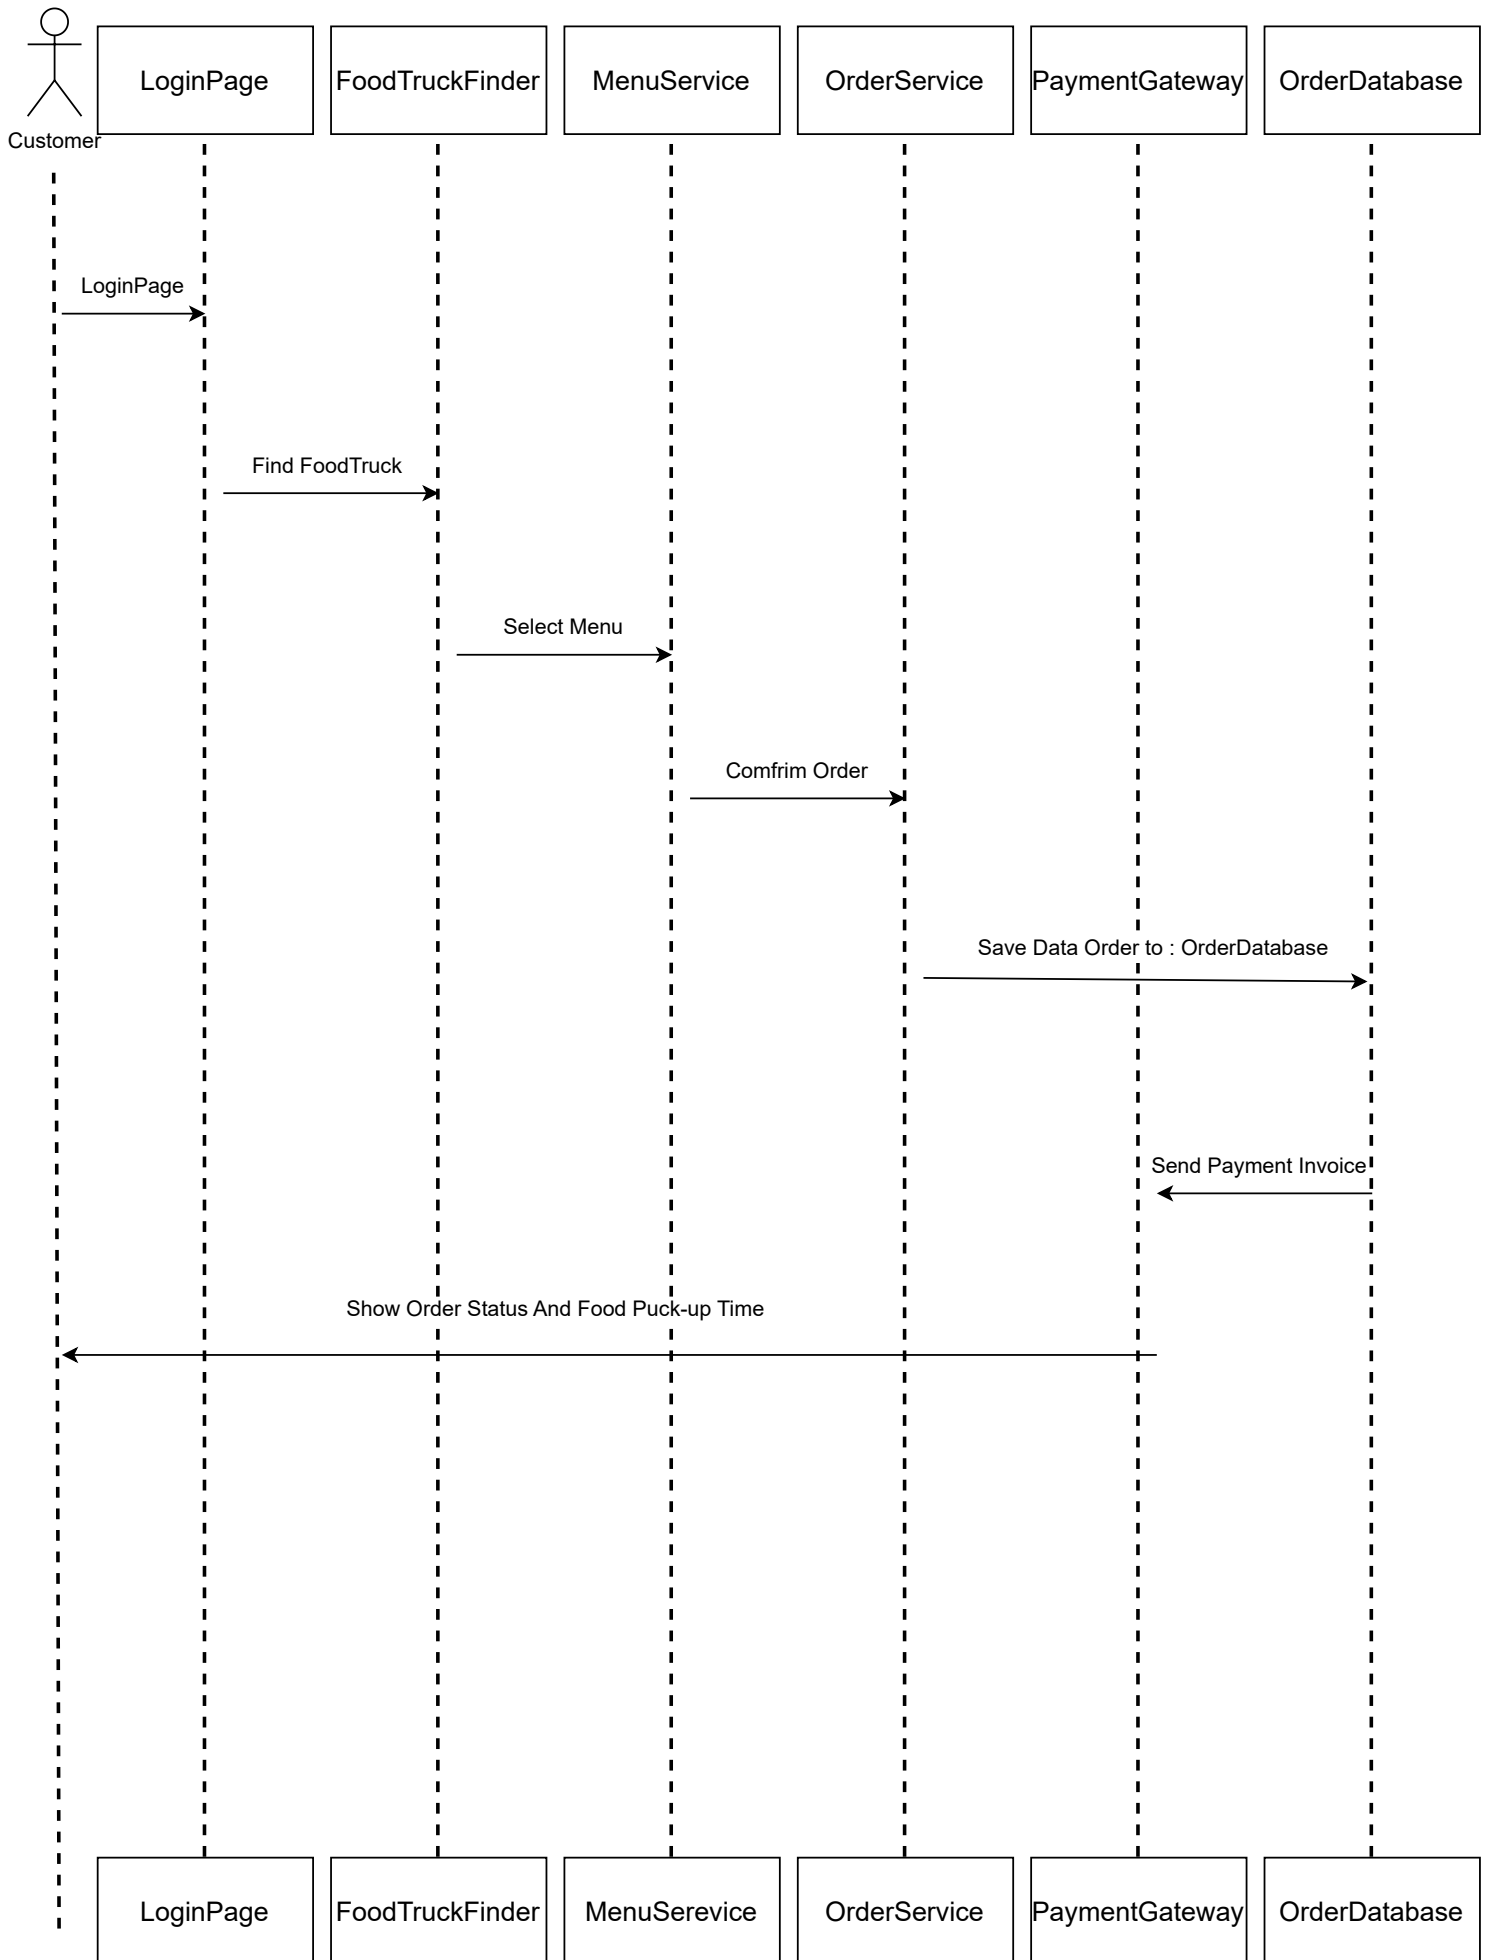 Customer
LoginPage
FoodTruckFinder
MenuService
OrderService
PaymentGateway
OrderDatabase
LoginPage
Find FoodTruck
Select Menu
Comfrim Order
Save Data Order to : OrderDatabase
Send Payment Invoice
Show Order Status And Food Puck-up Time
LoginPage
FoodTruckFinder
MenuSerevice
OrderService
PaymentGateway
OrderDatabase